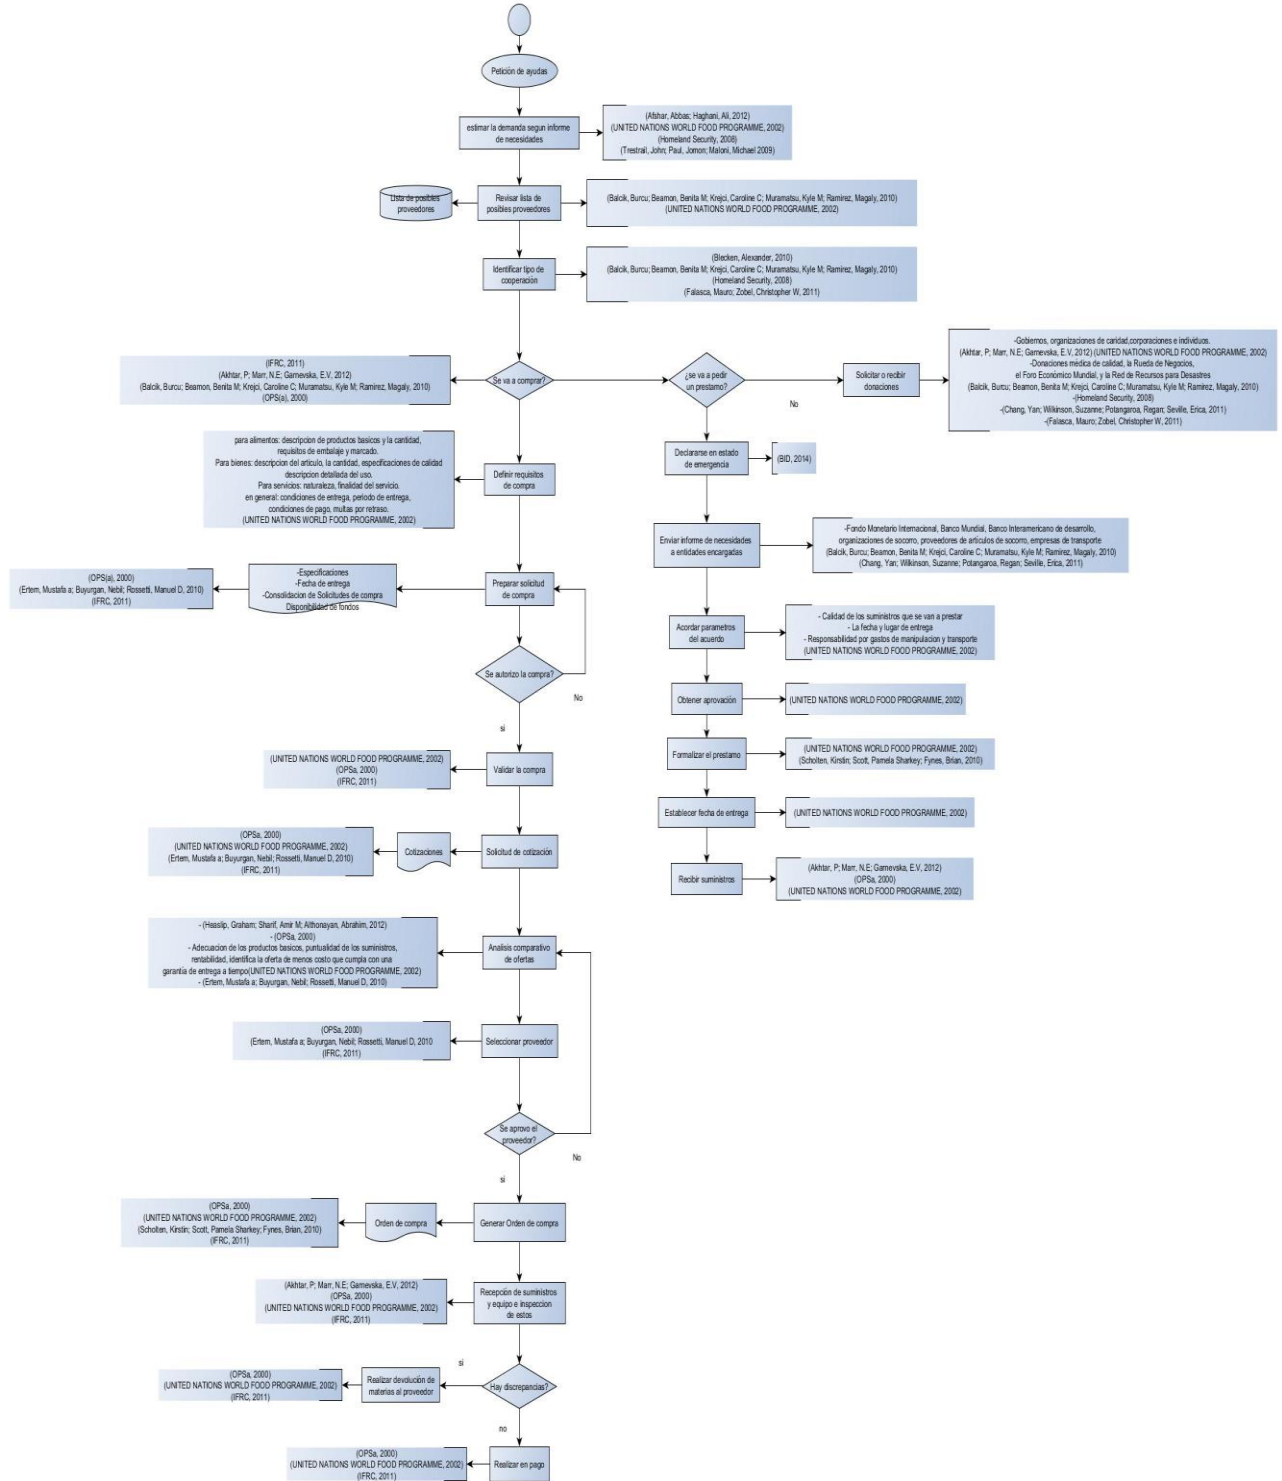 Petición de ayudas
estimar la demanda segun informe
de necesidades
(Afshar, Abbas; Haghani, Ali, 2012)
(UNITED NATIONS WORLD FOOD PROGRAMME, 2002)
(Homeland Security, 2008)
(Trestrail, John; Paul, Jomon; Maloni, Michael 2009)
Lista de posibles
proveedores
Revisar lista de
posibles proveedores
(Balcik, Burcu; Beamon, Benita M; Krejci, Caroline C; Muramatsu, Kyle M; Ramirez, Magaly, 2010)
(UNITED NATIONS WORLD FOOD PROGRAMME, 2002)
Identificar tipo de
cooperación
(Blecken, Alexander, 2010)
(Balcik, Burcu; Beamon, Benita M; Krejci, Caroline C; Muramatsu, Kyle M; Ramirez, Magaly, 2010)
(Homeland Security, 2008)
(Falasca, Mauro; Zobel, Christopher W, 2011)
(IFRC, 2011)
(Akhtar, P; Marr, N.E; Garnevska, E.V, 2012)
(Balcik, Burcu; Beamon, Benita M; Krejci, Caroline C; Muramatsu, Kyle M; Ramirez, Magaly, 2010)
(OPS(a), 2000)
Se va a comprar?
¿se va a pedir
un prestamo?
No
Solicitar o recibir
donaciones
-Gobiernos, organizaciones de caridad,corporaciones e individuos.
(Akhtar, P; Marr, N.E; Garnevska, E.V, 2012) (UNITED NATIONS WORLD FOOD PROGRAMME, 2002)
-Donaciones médica de calidad, la Rueda de Negocios,
el Foro Económico Mundial, y la Red de Recursos para Desastres
(Balcik, Burcu; Beamon, Benita M; Krejci, Caroline C; Muramatsu, Kyle M; Ramirez, Magaly, 2010)
-(Homeland Security, 2008)
-(Chang, Yan; Wilkinson, Suzanne; Potangaroa, Regan; Seville, Erica, 2011)
-(Falasca, Mauro; Zobel, Christopher W, 2011)
para alimentos: descripcion de productos basicos y la cantidad,
requisitos de embalaje y marcado.
Para bienes: descripcion del articulo, la cantidad, especificaciones de calidad
descripcion detallada del uso.
Para servicios: naturaleza, finalidad del servicio.
en general: condiciones de entrega, periodo de entrega,
condiciones de pago, multas por retraso.
(UNITED NATIONS WORLD FOOD PROGRAMME, 2002)
Definir requisitos
de compra
Declararse en estado
de emergencia
(BID, 2014)
Enviar informe de necesidades
a entidades encargadas
-Fondo Monetario Internacional, Banco Mundial, Banco Interamericano de desarrollo,
organizaciones de socorro, proveedores de artículos de socorro, empresas de transporte
(Balcik, Burcu; Beamon, Benita M; Krejci, Caroline C; Muramatsu, Kyle M; Ramirez, Magaly, 2010)
(Chang, Yan; Wilkinson, Suzanne; Potangaroa, Regan; Seville, Erica, 2011)
(OPS(a), 2000)
(Ertem, Mustafa a; Buyurgan, Nebil; Rossetti, Manuel D, 2010)
(IFRC, 2011)
-Especificaciones
-Fecha de entrega
-Consolidacion de Solicitudes de compra
Disponibilidad de fondos
Preparar solicitud
de compra
Acordar parametros
del acuerdo
- Calidad de los suministros que se van a prestar
- La fecha y lugar de entrega
- Responsabilidad por gastos de manipulacion y transporte
(UNITED NATIONS WORLD FOOD PROGRAMME, 2002)
Se autorizo la compra?
No
si
Obtener aprovación
(UNITED NATIONS WORLD FOOD PROGRAMME, 2002)
Formalizar el prestamo
(UNITED NATIONS WORLD FOOD PROGRAMME, 2002)
(Scholten, Kirstin; Scott, Pamela Sharkey; Fynes, Brian, 2010)
(UNITED NATIONS WORLD FOOD PROGRAMME, 2002)
(OPSa, 2000)
(IFRC, 2011)
Validar la compra
Establecer fecha de entrega
(UNITED NATIONS WORLD FOOD PROGRAMME, 2002)
(OPSa, 2000)
(UNITED NATIONS WORLD FOOD PROGRAMME, 2002)
(Ertem, Mustafa a; Buyurgan, Nebil; Rossetti, Manuel D, 2010)
(IFRC, 2011)
Cotizaciones
Solicitud de cotización
Recibir suministros
(Akhtar, P; Marr, N.E; Garnevska, E.V, 2012)
(OPSa, 2000)
(UNITED NATIONS WORLD FOOD PROGRAMME, 2002)
- (Heaslip, Graham; Sharif, Amir M; Althonayan, Abrahim, 2012)
- (OPSa, 2000)
- Adecuacion de los productos basicos, puntualidad de los suministros,
rentabilidad, identifica la oferta de menos costo que cumpla con una
garantía de entrega a tiempo(UNITED NATIONS WORLD FOOD PROGRAMME, 2002)
- (Ertem, Mustafa a; Buyurgan, Nebil; Rossetti, Manuel D, 2010)
Analisis comparativo
de ofertas
(OPSa, 2000)
(Ertem, Mustafa a; Buyurgan, Nebil; Rossetti, Manuel D, 2010
(IFRC, 2011)
Seleccionar proveedor
Se aprovo el
proveedor?
No
si
(OPSa, 2000)
(UNITED NATIONS WORLD FOOD PROGRAMME, 2002)
(Scholten, Kirstin; Scott, Pamela Sharkey; Fynes, Brian, 2010)
(IFRC, 2011)
Orden de compra
Generar Orden de compra
(Akhtar, P; Marr, N.E; Garnevska, E.V, 2012)
(OPSa, 2000)
(UNITED NATIONS WORLD FOOD PROGRAMME, 2002)
(IFRC, 2011)
Recepción de suministros
y equipo e inspeccion
de estos
(OPSa, 2000)
(UNITED NATIONS WORLD FOOD PROGRAMME, 2002)
(IFRC, 2011)
Realizar devolución de
materias al proveedor
si
Hay discrepancias?
no
(OPSa, 2000)
(UNITED NATIONS WORLD FOOD PROGRAMME, 2002)
(IFRC, 2011)
Realizar en pago